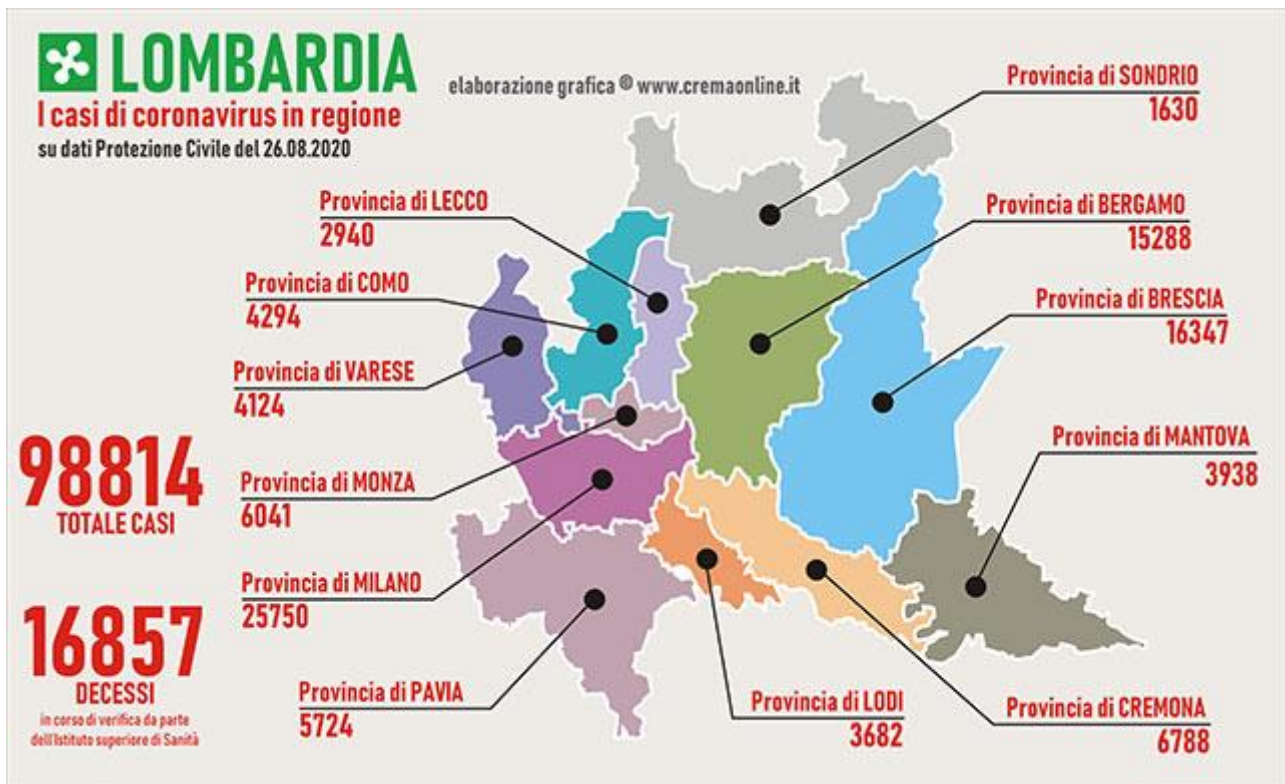 LOMBARDIA
I casi di coronavirus in regione
su dati Protezione Civile del 26.08.2020
elaborazione grafica ® www.cremaonline.it
Provincia di SONDRIO
1630
Provincia di LECCO
2940
Provincia di BERGAMO
15288
Provincia di COMO
4294
Provincia di BRESCIA
16347
Provincia di VARESE
4124
Provincia di MANTOVA
3938
98814
TOTALE CASI
Provincia di MONZA
6041
Provincia di MILANO
25750
16857
DECESSI
in corso di verifica da parte
dell'Istituto superiore di Sanità
Provincia di PAVIA
5724
Provincia di LODI
3682
Provincia di CREMONA
6788